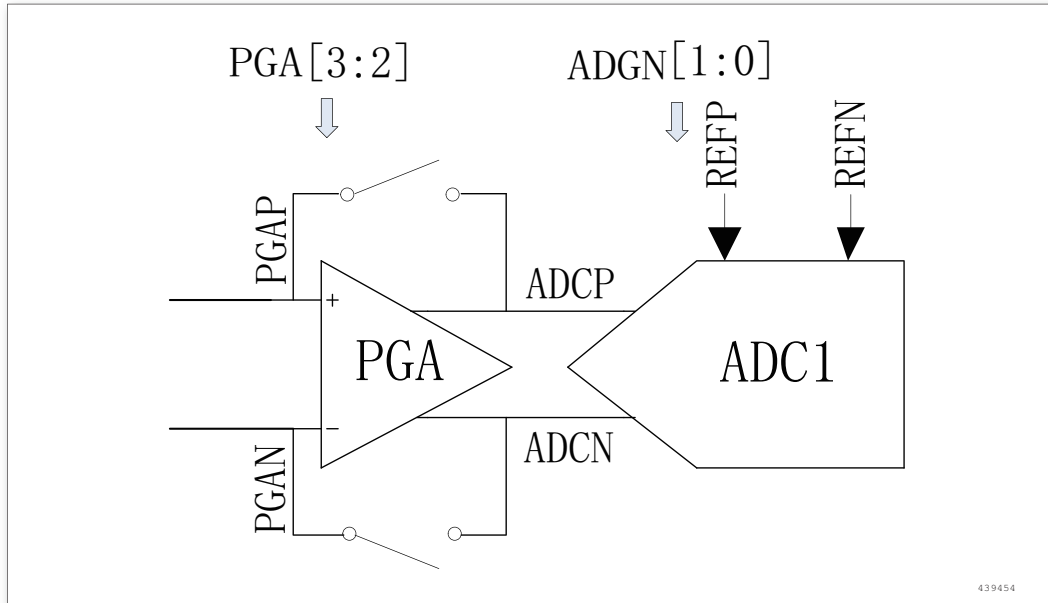 PGA[3:2]
ADGN[1:0]
REFP
REFN
PGAP
ADCP
+
PGA
ADC1
−
ADCN
PGAN
439454